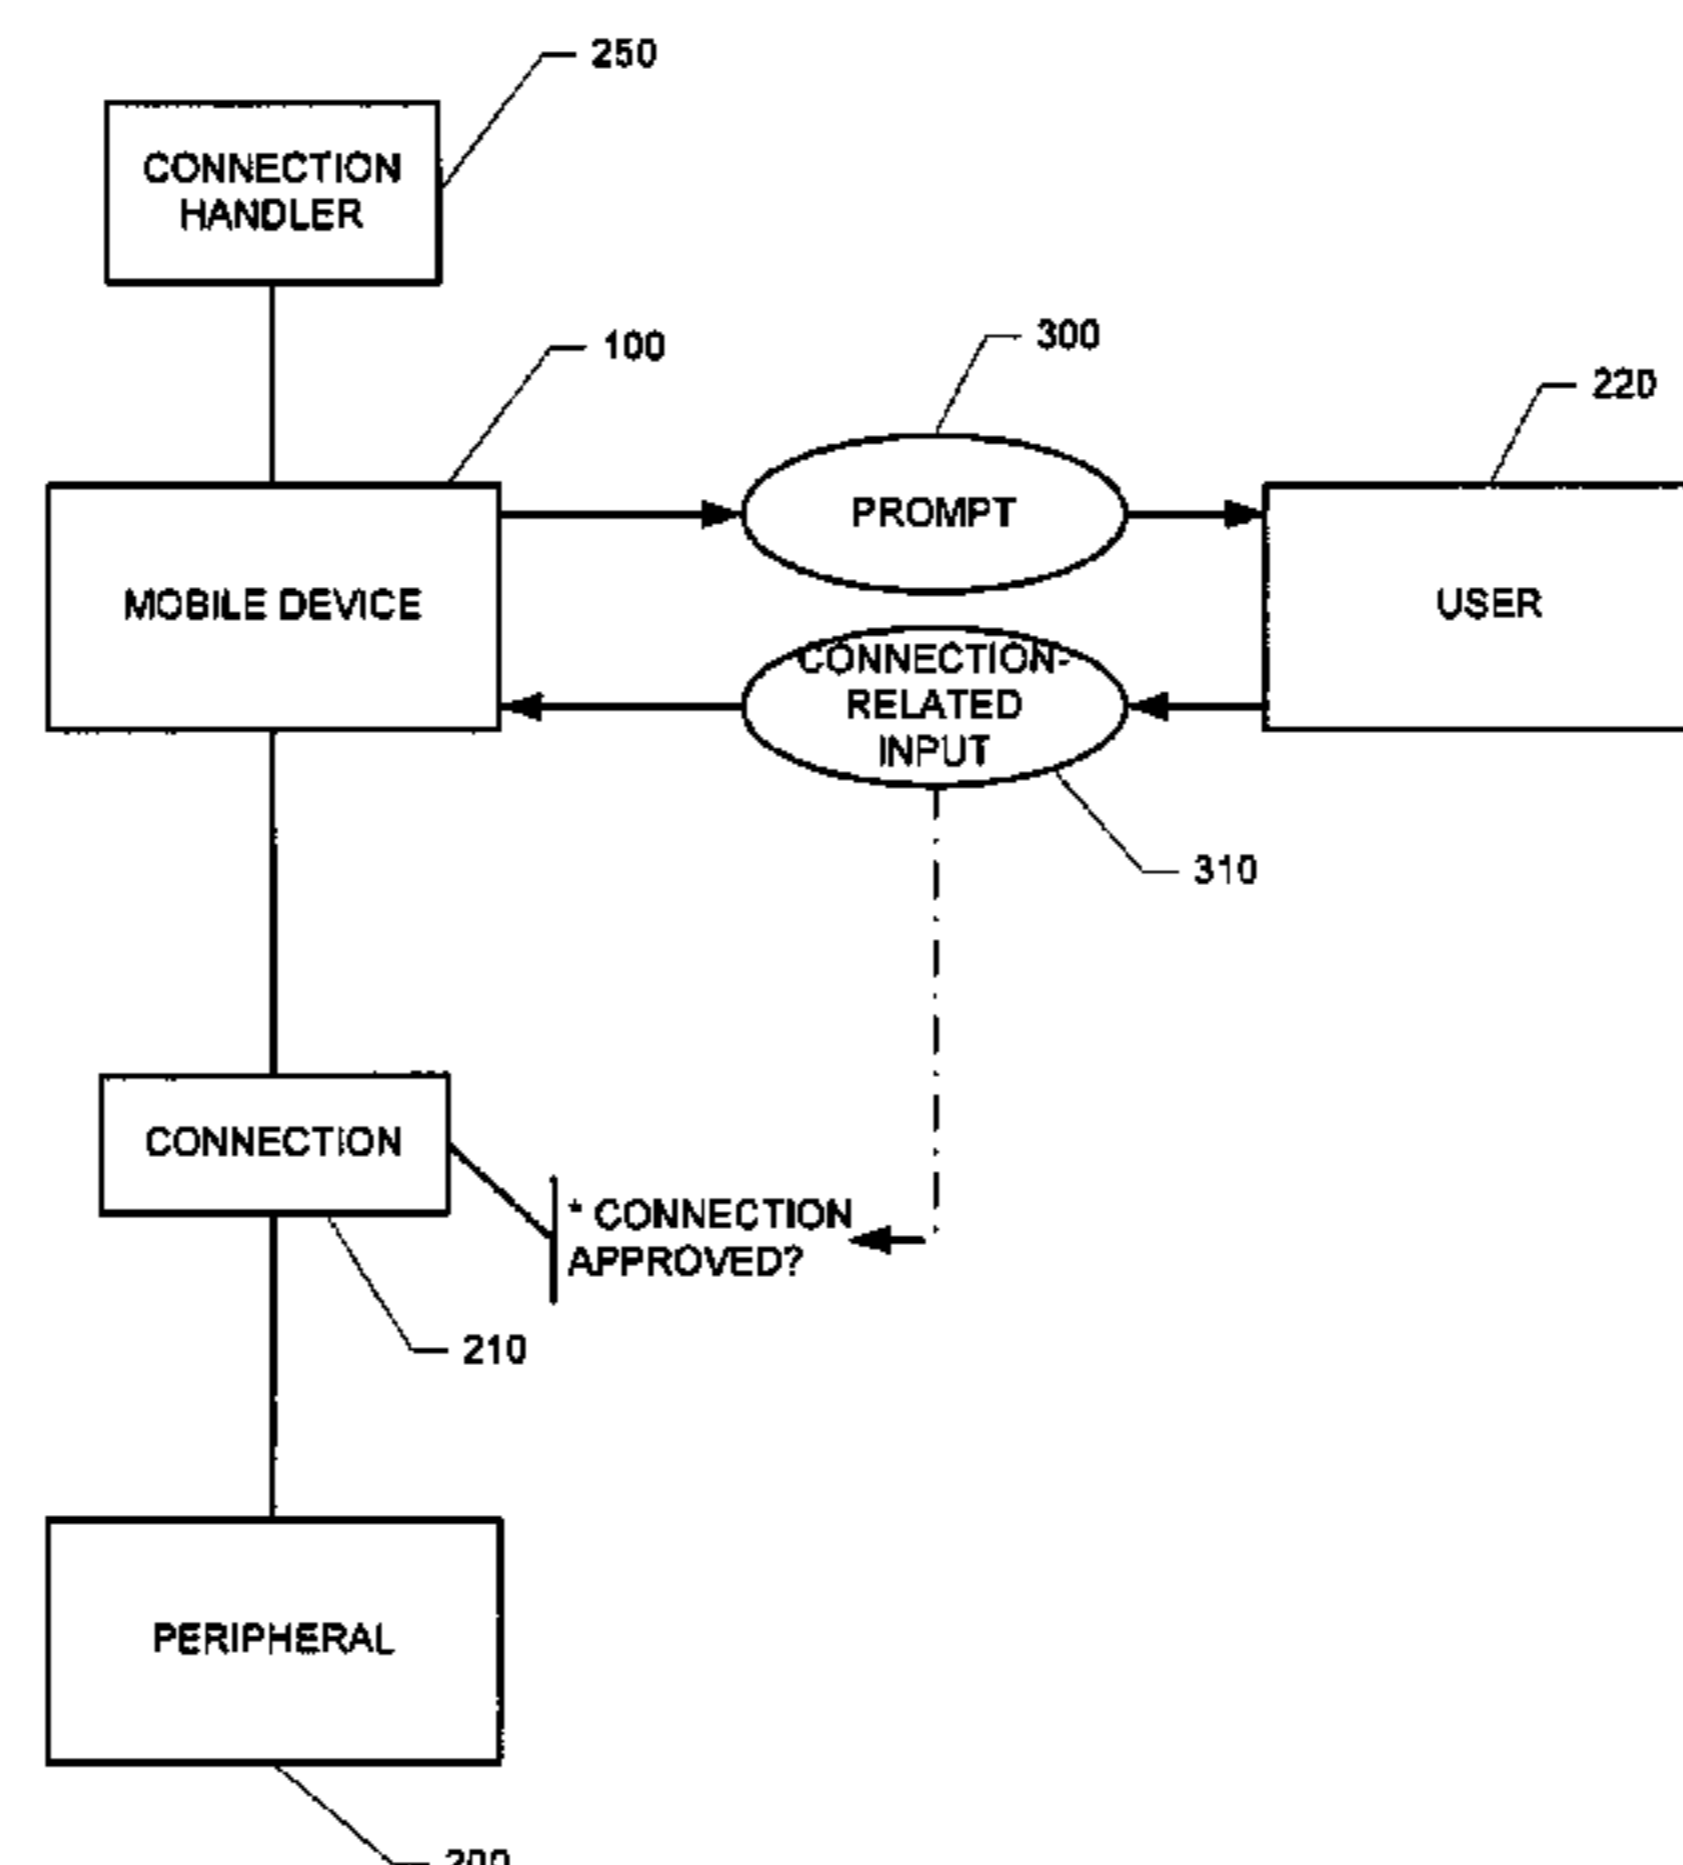 250
CONNECTION
HANDLER
100
300
220
PROMPT
MOBILE DEVICE
USER
CONNECTION-
RELATED
INPUT
310
CONNECTION
* CONNECTION
APPROVED?
210
PERIPHERAL
200